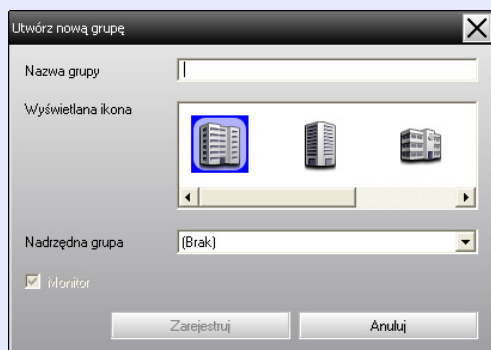 Utwórz nową grupę
Nazwa grupy
Wyświetlana ikona
Nadrzędna grupa
(Brak)
Monitor
Zarejestruj
Anuluj